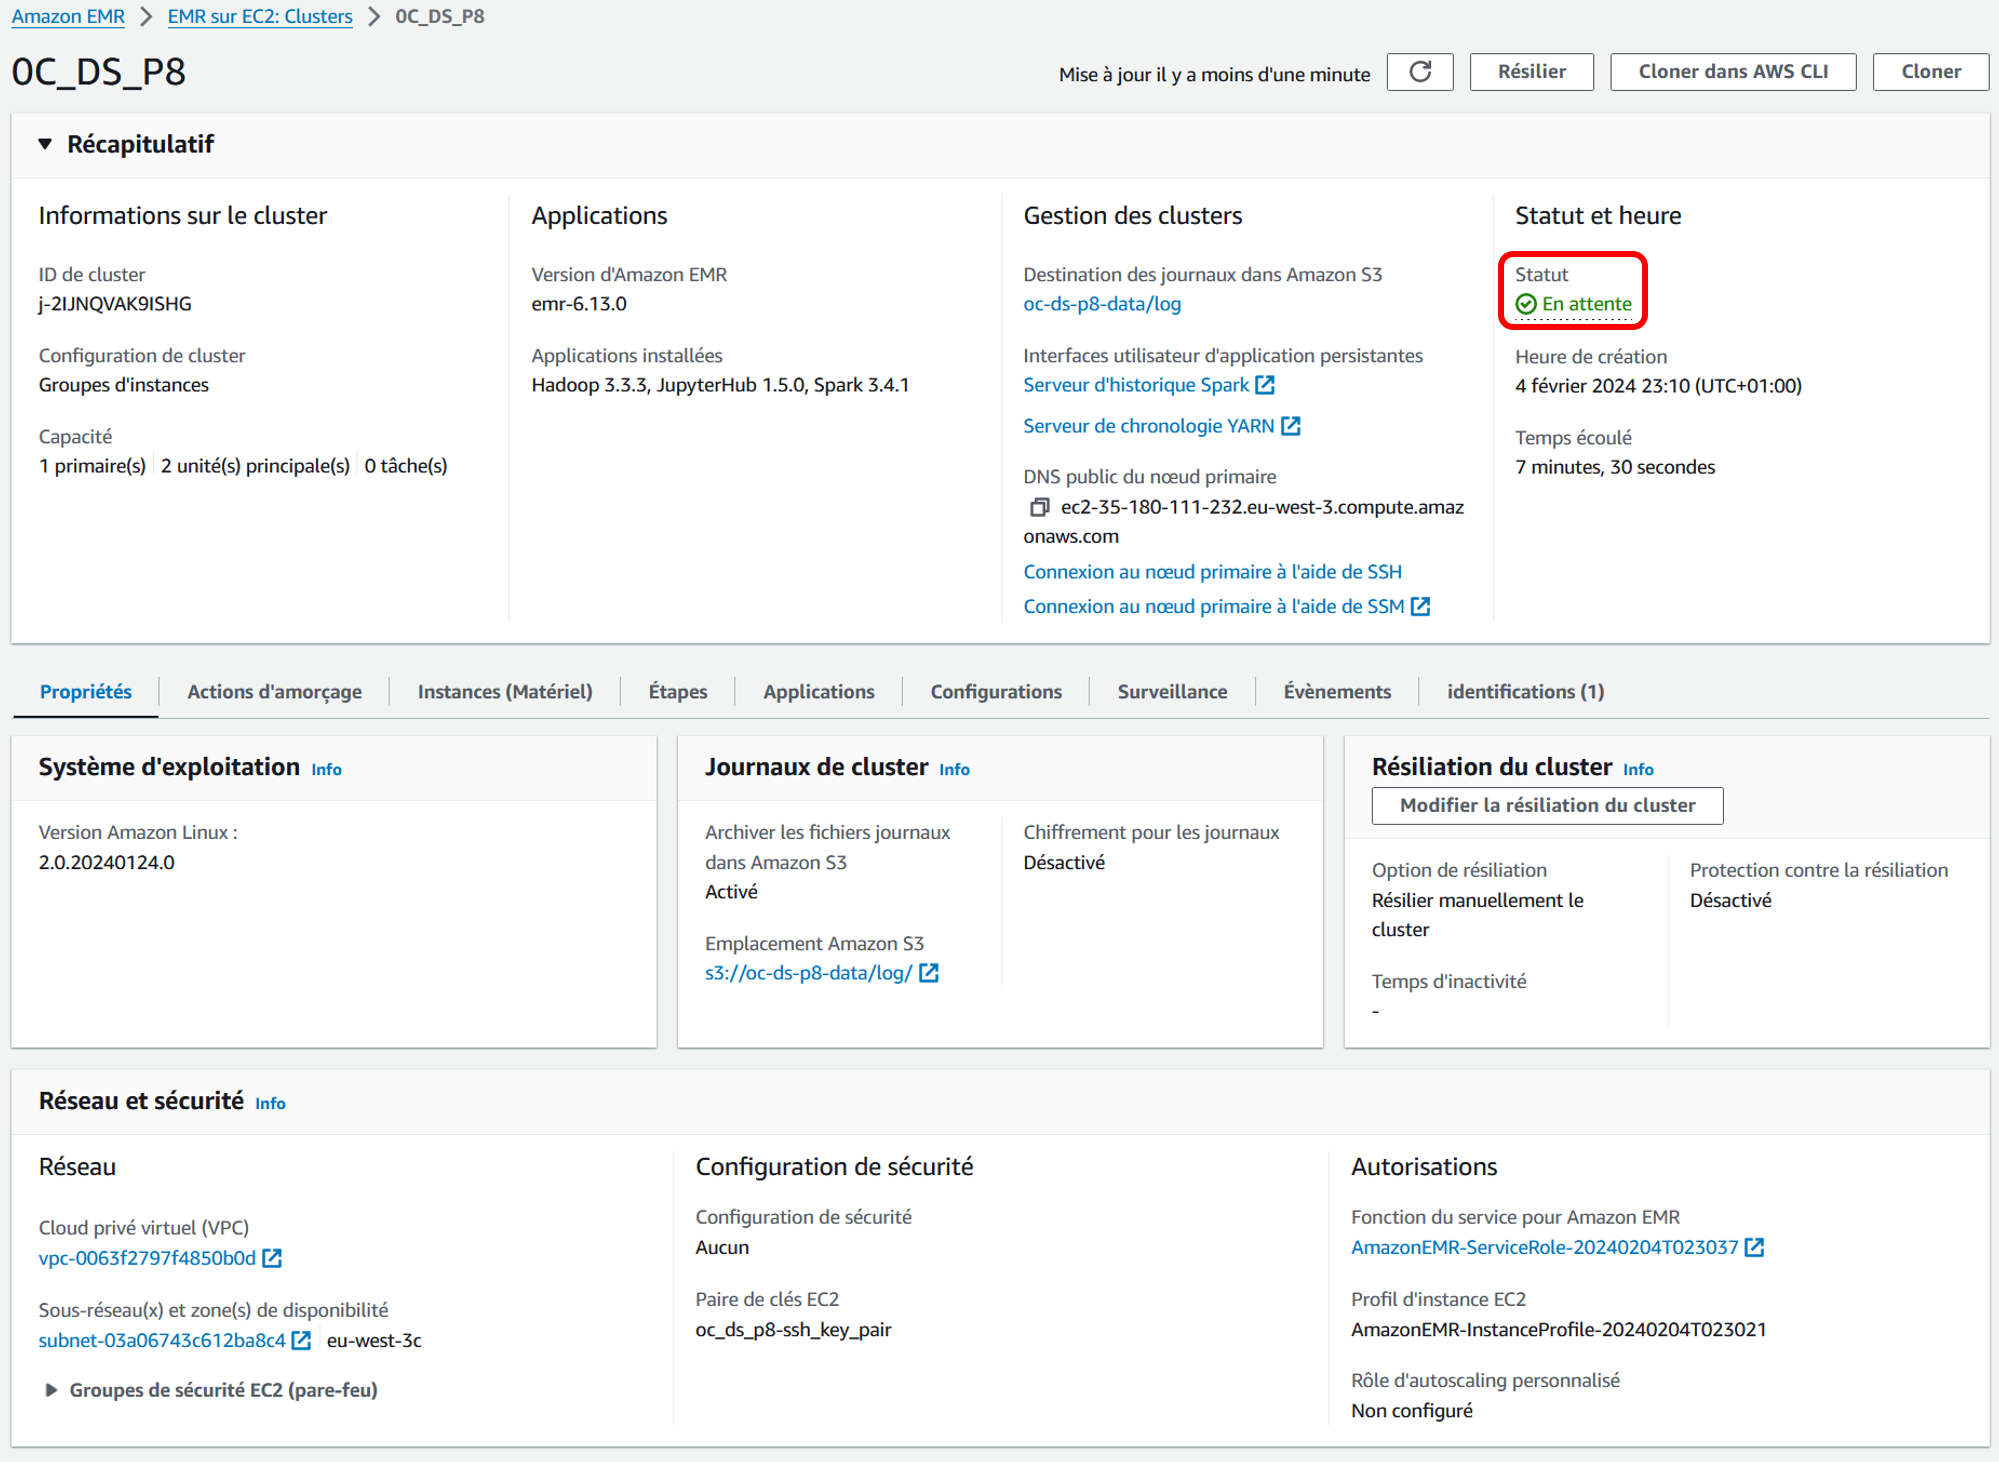 Amazon EMR > EMR sur EC2: Clusters > 0C_DS_P8
0C_DS_P8
Mise à jour il y a moins d'une minute
Résilier
Cloner dans AWS CLI
Cloner
Récapitulatif
Informations sur le cluster
ID de cluster
j-2IJNQVAK9ISHG
Configuration de cluster
Groupes d'instances
Capacité
1 primaire(s) 2 unité(s) principale(s) 0 tâche(s)
Applications
Version d'Amazon EMR
emr-6.13.0
Applications installées
Hadoop 3.3.3, JupyterHub 1.5.0, Spark 3.4.1
Gestion des clusters
Destination des journaux dans Amazon S3
oc-ds-p8-data/log
Interfaces utilisateur d'application persistantes
Serveur d'historique Spark
Serveur de chronologie YARN
DNS public du nœud primaire
ec2-35-180-111-232.eu-west-3.compute.amaz
onaws.com
Connexion au nœud primaire à l'aide de SSH
Connexion au nœud primaire à l'aide de SSM
Statut et heure
Statut
En attente
Heure de création
4 février 2024 23:10 (UTC+01:00)
Temps écoulé
7 minutes, 30 secondes
Propriétés
Actions d'amorçage
Instances (Matériel)
Étapes
Applications
Configurations
Surveillance
Évènements
identifications (1)
Système d'exploitation Info
Version Amazon Linux :
2.0.20240124.0
Journaux de cluster Info
Archiver les fichiers journaux
dans Amazon S3
Activé
Emplacement Amazon S3
s3://oc-ds-p8-data/log/
Chiffrement pour les journaux
Désactivé
Résiliation du cluster Info
Modifier la résiliation du cluster
Option de résiliation
Résilier manuellement le
cluster
Temps d'inactivité
-
Protection contre la résiliation
Désactivé
Réseau et sécurité Info
Réseau
Cloud privé virtuel (VPC)
vpc-0063f2797f4850b0d
Sous-réseau(x) et zone(s) de disponibilité
subnet-03a06743c612ba8c4 eu-west-3c
Groupes de sécurité EC2 (pare-feu)
Configuration de sécurité
Configuration de sécurité
Aucun
Paire de clés EC2
oc_ds_p8-ssh_key_pair
Autorisations
Fonction du service pour Amazon EMR
AmazonEMR-ServiceRole-20240204T023037
Profil d'instance EC2
AmazonEMR-InstanceProfile-20240204T023021
Rôle d'autoscaling personnalisé
Non configuré